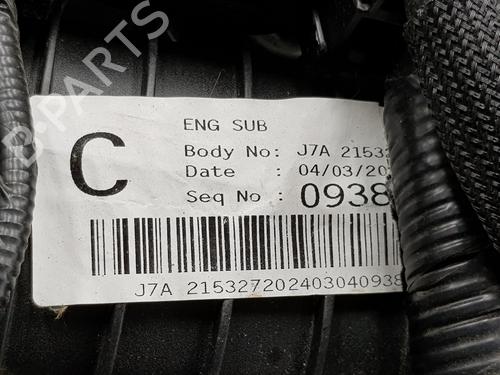 B-PARTS
C
ENG SUB
Body No: J7A 21532
Date : 04/03/20
Seq No : 0938
J7A 215327202403040938